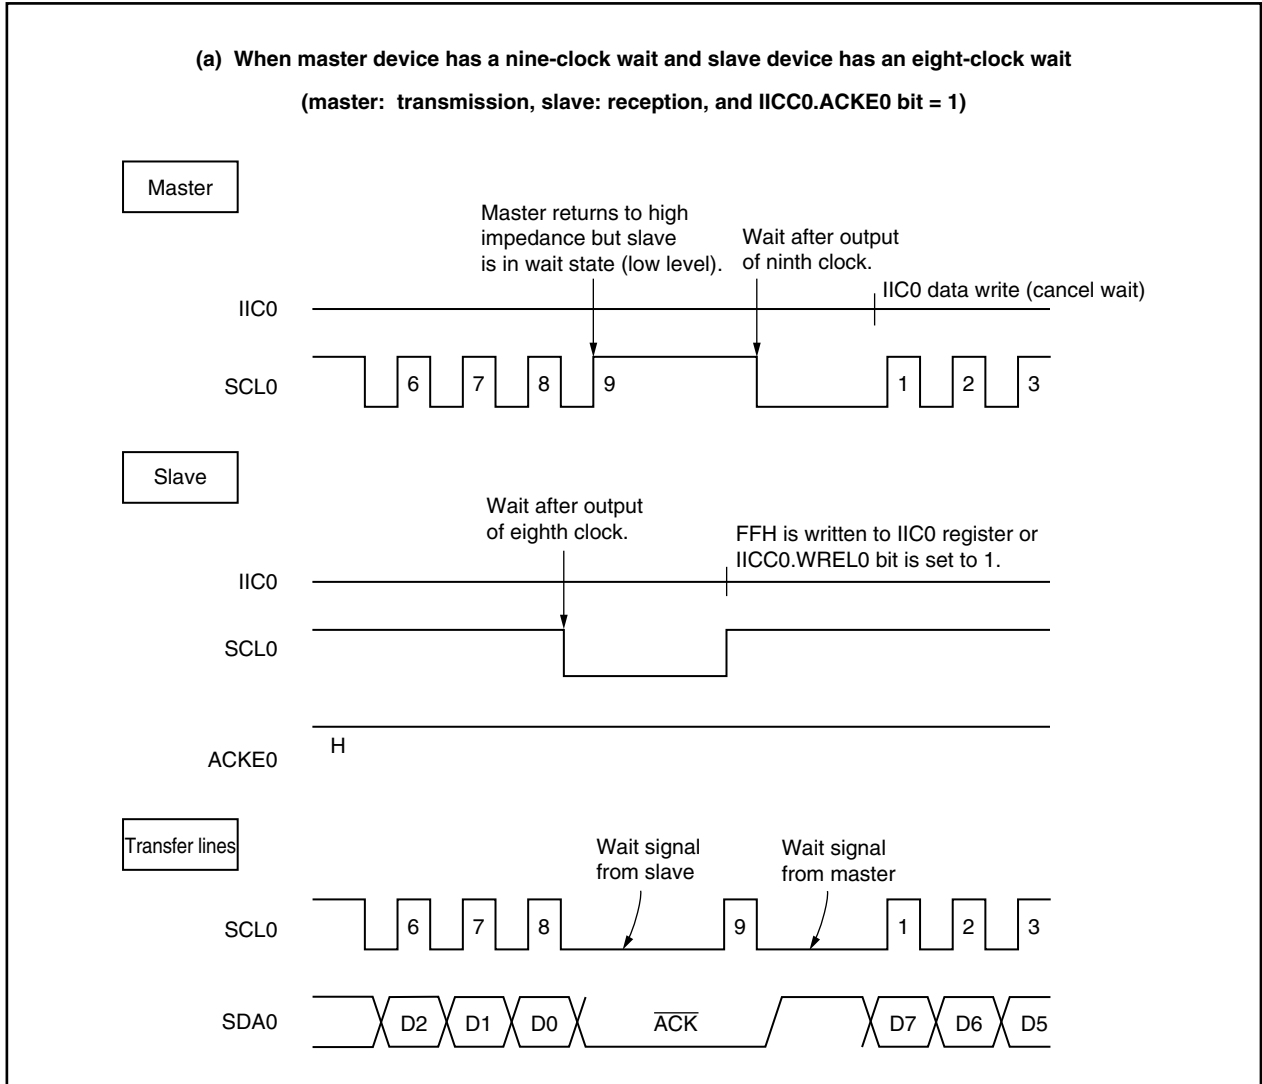 (a) When master device has a nine-clock wait and slave device has an eight-clock wait
(master: transmission, slave: reception, and IICC0.ACKE0 bit = 1)
Master
Master returns to high
impedance but slave
is in wait state (low level).
Wait after output
of ninth clock.
IIC0 data write (cancel wait)
IIC0
SCL0
6 7 8 9 1 2 3
Slave
Wait after output
of eighth clock.
FFH is written to IIC0 register or
IICC0.WREL0 bit is set to 1.
IIC0
SCL0
H
ACKE0
Transfer lines
Wait signal
from slave
Wait signal
from master
SCL0
6 7 8 9 1 2 3
SDA0
D2 D1 D0 ACK D7 D6 D5